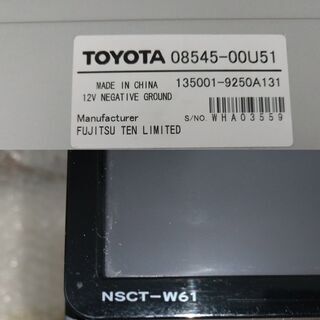 TOYOTA 08545-00U51
MADE IN CHINA
135001-9250A131
12V NEGATIVE GROUND
Manufacturer
S/NO. WHA03559
FUJITSU TEN LIMITED
NSCT-W61